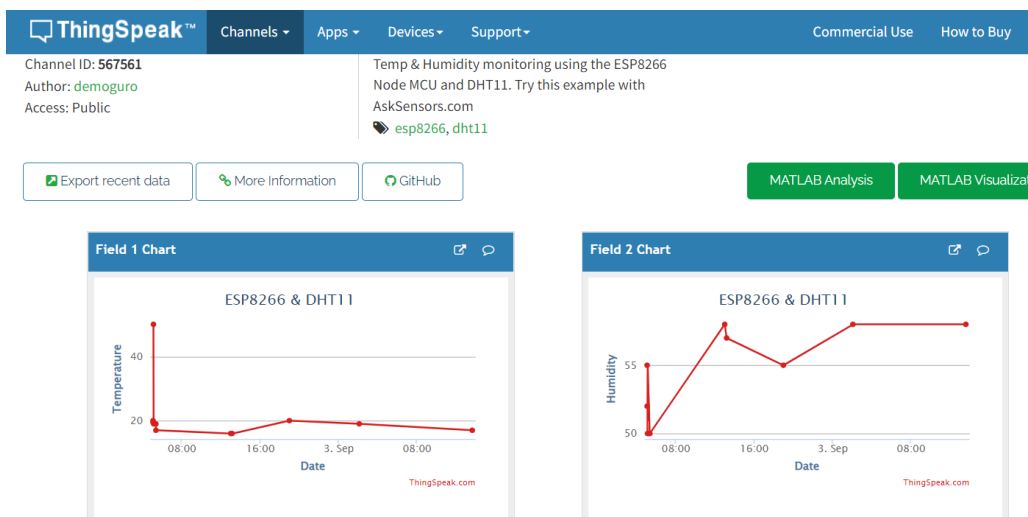 ThingSpeak™ Channels Apps Devices Support Commercial Use How to Buy
Channel ID: 567561
Author: demoguro
Access: Public
Temp & Humidity monitoring using the ESP8266
Node MCU and DHT11. Try this example with
AskSensors.com
esp8266, dht11
Export recent data More Information GitHub MATLAB Analysis MATLAB Visualizat
Field 1 Chart
ESP8266 & DHT11
Temperature
40
20
08:00 16:00 3. Sep 08:00
Date
ThingSpeak.com
Field 2 Chart
ESP8266 & DHT11
Humidity
55
50
08:00 16:00 3. Sep 08:00
Date
ThingSpeak.com